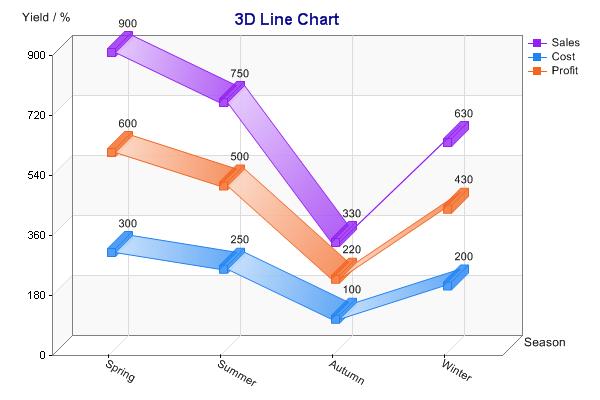 3D Line Chart
Yield / %
900
720
540
360
180
0
900
750
330
630
600
500
220
430
300
250
100
200
Spring
Summer
Autumn
Winter
Season
Sales
Cost
Profit